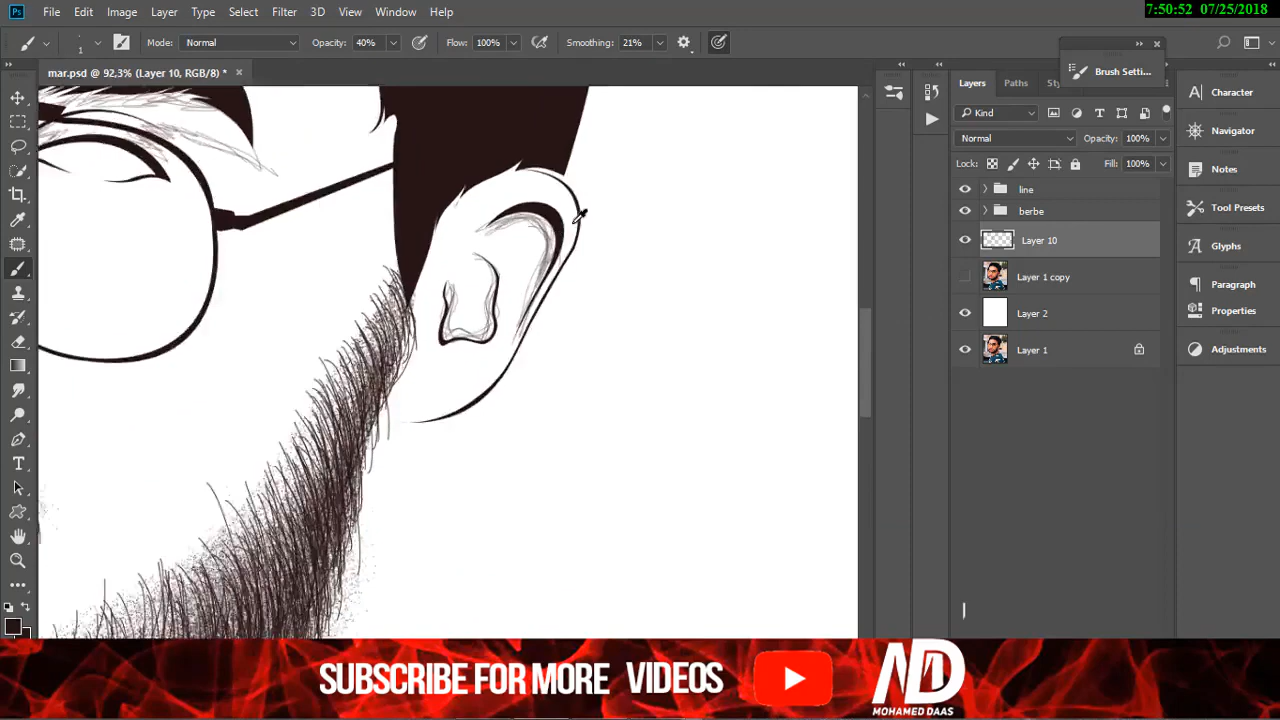 7:50:52 07/25/2018
Ps File Edit Image Layer Type Select Filter 3D View Window Help
1 Mode: Normal Opacity: 40% Flow: 100% Smoothing: 21%
mar.psd @ 92,3% (Layer 10, RGB/8) * ×
Brush Setti...
Layers Paths Sty
Kind
Normal Opacity: 100%
Lock: Fill: 100%
line
berbe
Layer 10
Layer 1 copy
Layer 2
Layer 1
Character
Navigator
Notes
Tool Presets
Glyphs
Paragraph
Properties
Adjustments
SUBSCRIBE FOR MORE VIDEOS
MOHAMED DAAS